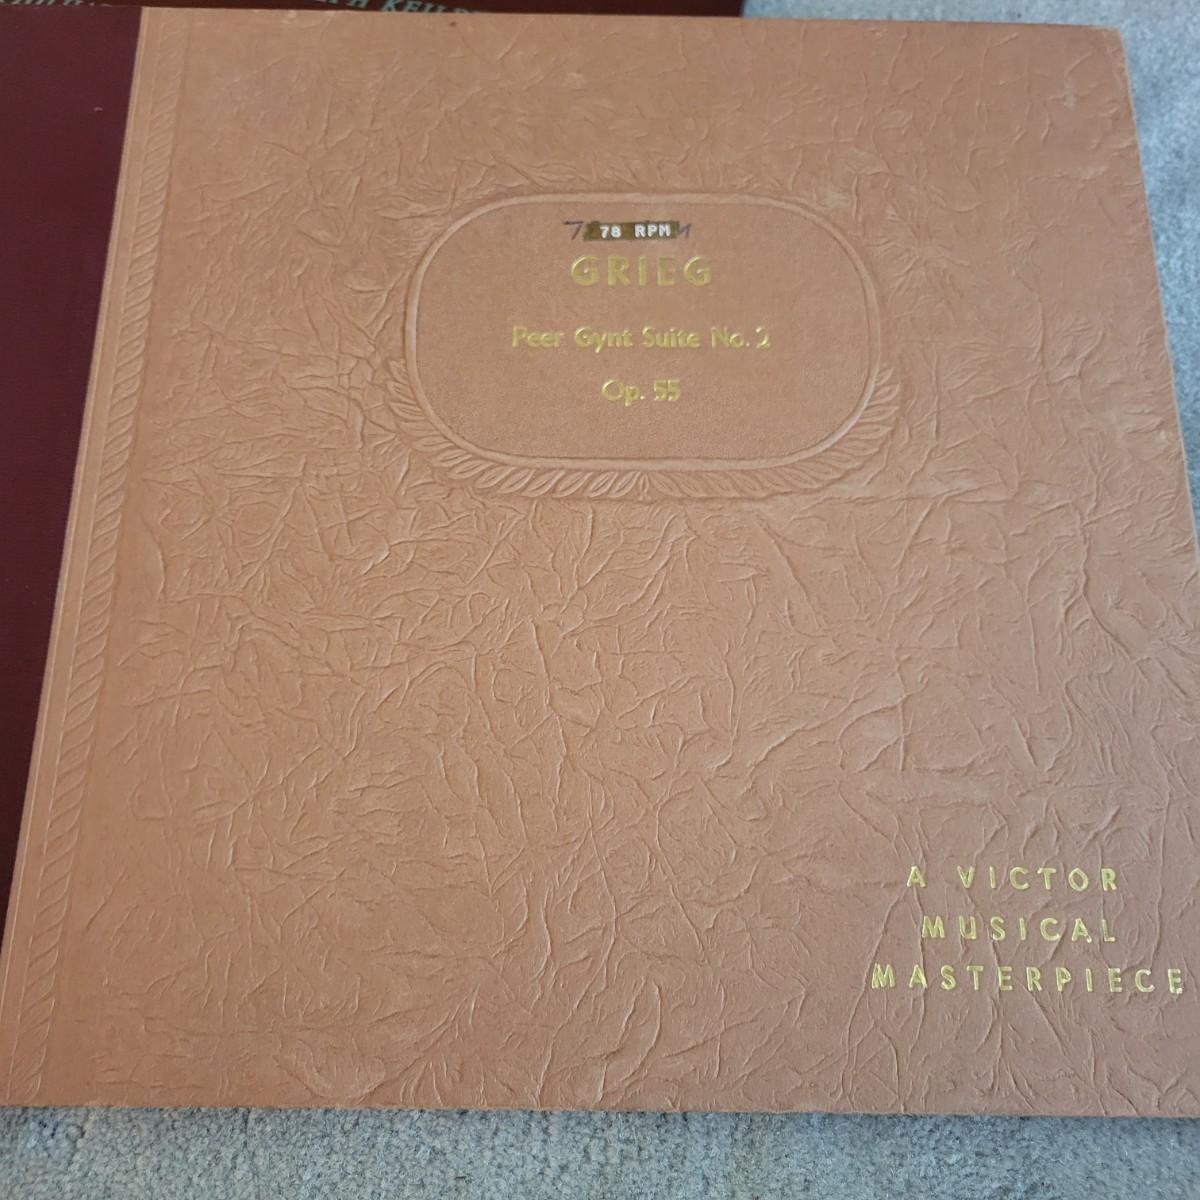 78 RPM
GRIEG
Peer Gynt Suite No. 2
Op. 55
A VICTOR
MUSICAL
MASTERPIECE